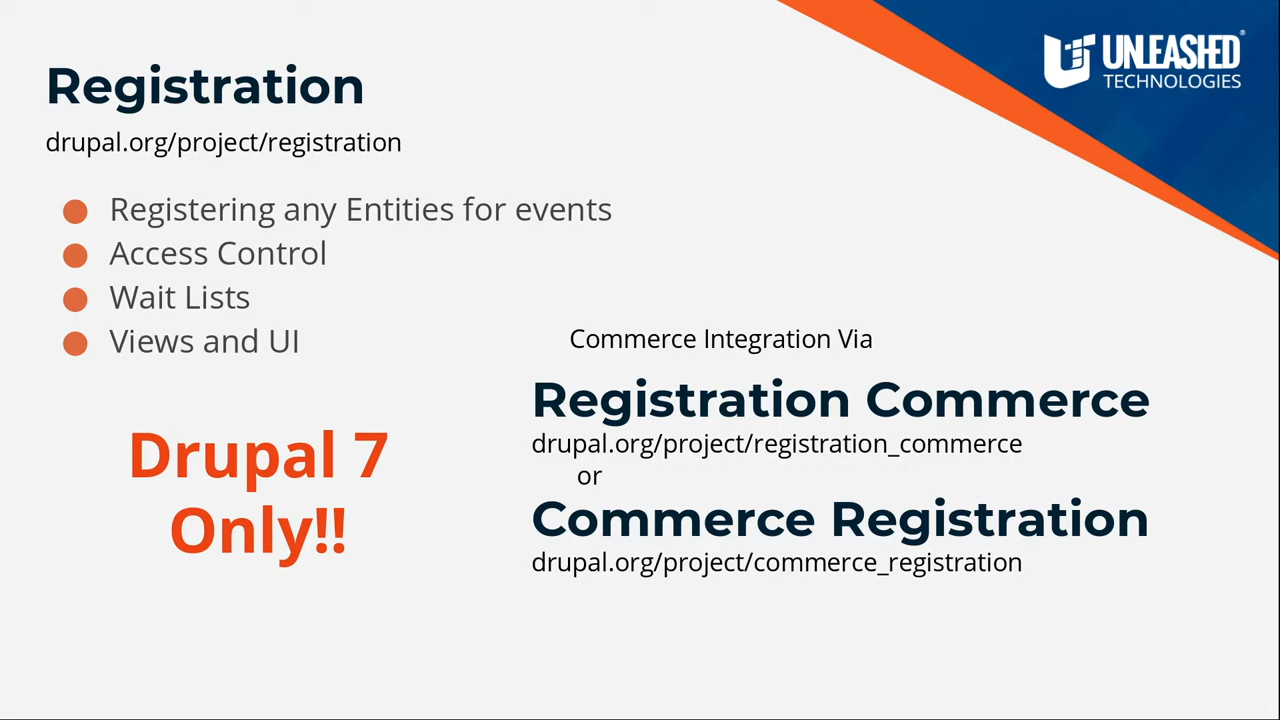 UNLEASHED®
TECHNOLOGIES
Registration
drupal.org/project/registration
● Registering any Entities for events
● Access Control
● Wait Lists
● Views and UI
Drupal 7
Only!!
Commerce Integration Via
Registration Commerce
drupal.org/project/registration_commerce
or
Commerce Registration
drupal.org/project/commerce_registration